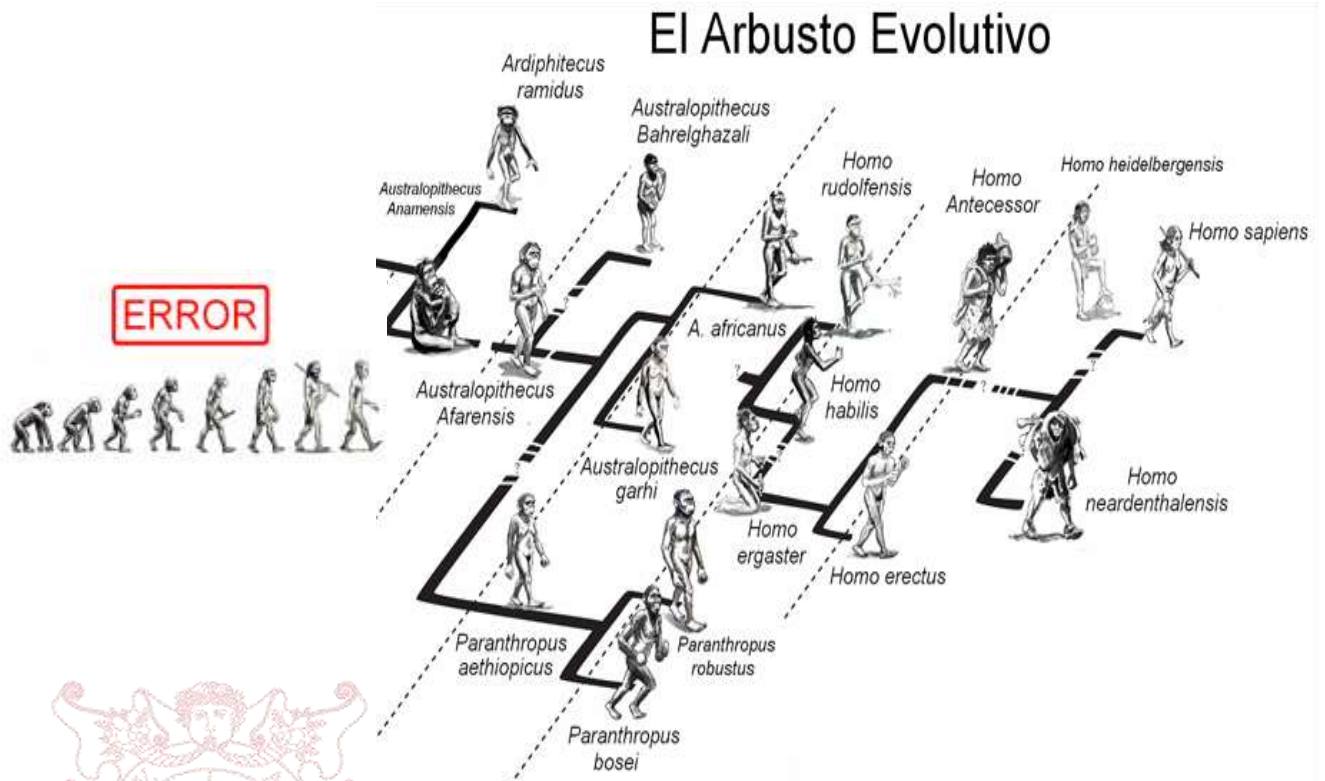 El Arbusto Evolutivo
Ardiphitecus
ramidus
Australopithecus
Bahrelghazali
Homo
rudolfensis
Homo
Antecessor
Homo heidelbergensis
Australopithecus
Anamensis
Homo sapiens
ERROR
A. africanus
?
?
?
?
Australopithecus
Afarensis
Homo
habilis
Australopithecus
garhi
?
Homo
neardenthalensis
Homo
ergaster
Homo erectus
Paranthropus
aethiopicus
Paranthropus
robustus
Paranthropus
bosei